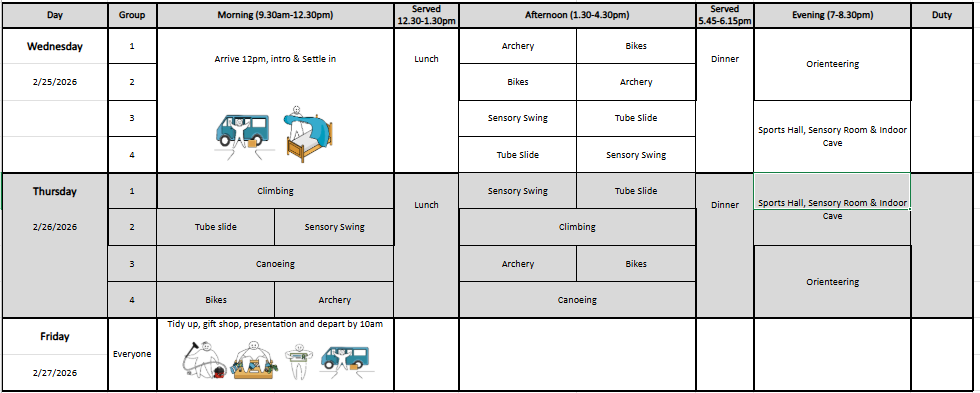 Day Group Morning (9.30am-12.30pm) Served 12.30-1.30pm Afternoon (1.30-4.30pm) Served 5.45-6.15pm Evening (7-8.30pm) Duty
Wednesday
2/25/2026
1
2
3
4
Arrive 12pm, intro & Settle in
Lunch
Archery Bikes
Bikes Archery
Sensory Swing Tube Slide
Tube Slide Sensory Swing
Dinner
Orienteering
Sports Hall, Sensory Room & Indoor
Cave
Thursday
2/26/2026
1 Climbing
2 Tube slide Sensory Swing
3 Canoeing
4 Bikes Archery
Lunch
Sensory Swing Tube Slide
Climbing
Archery Bikes
Canoeing
Dinner
Sports Hall, Sensory Room & Indoor
Cave
Orienteering
Friday
2/27/2026
Everyone
Tidy up, gift shop, presentation and depart by 10am